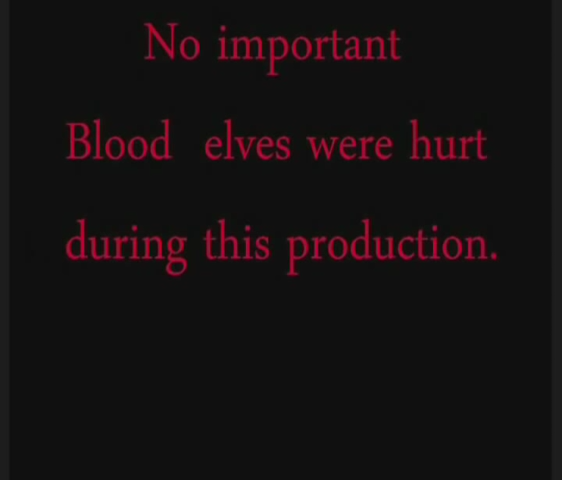 No important
Blood elves were hurt
during this production.